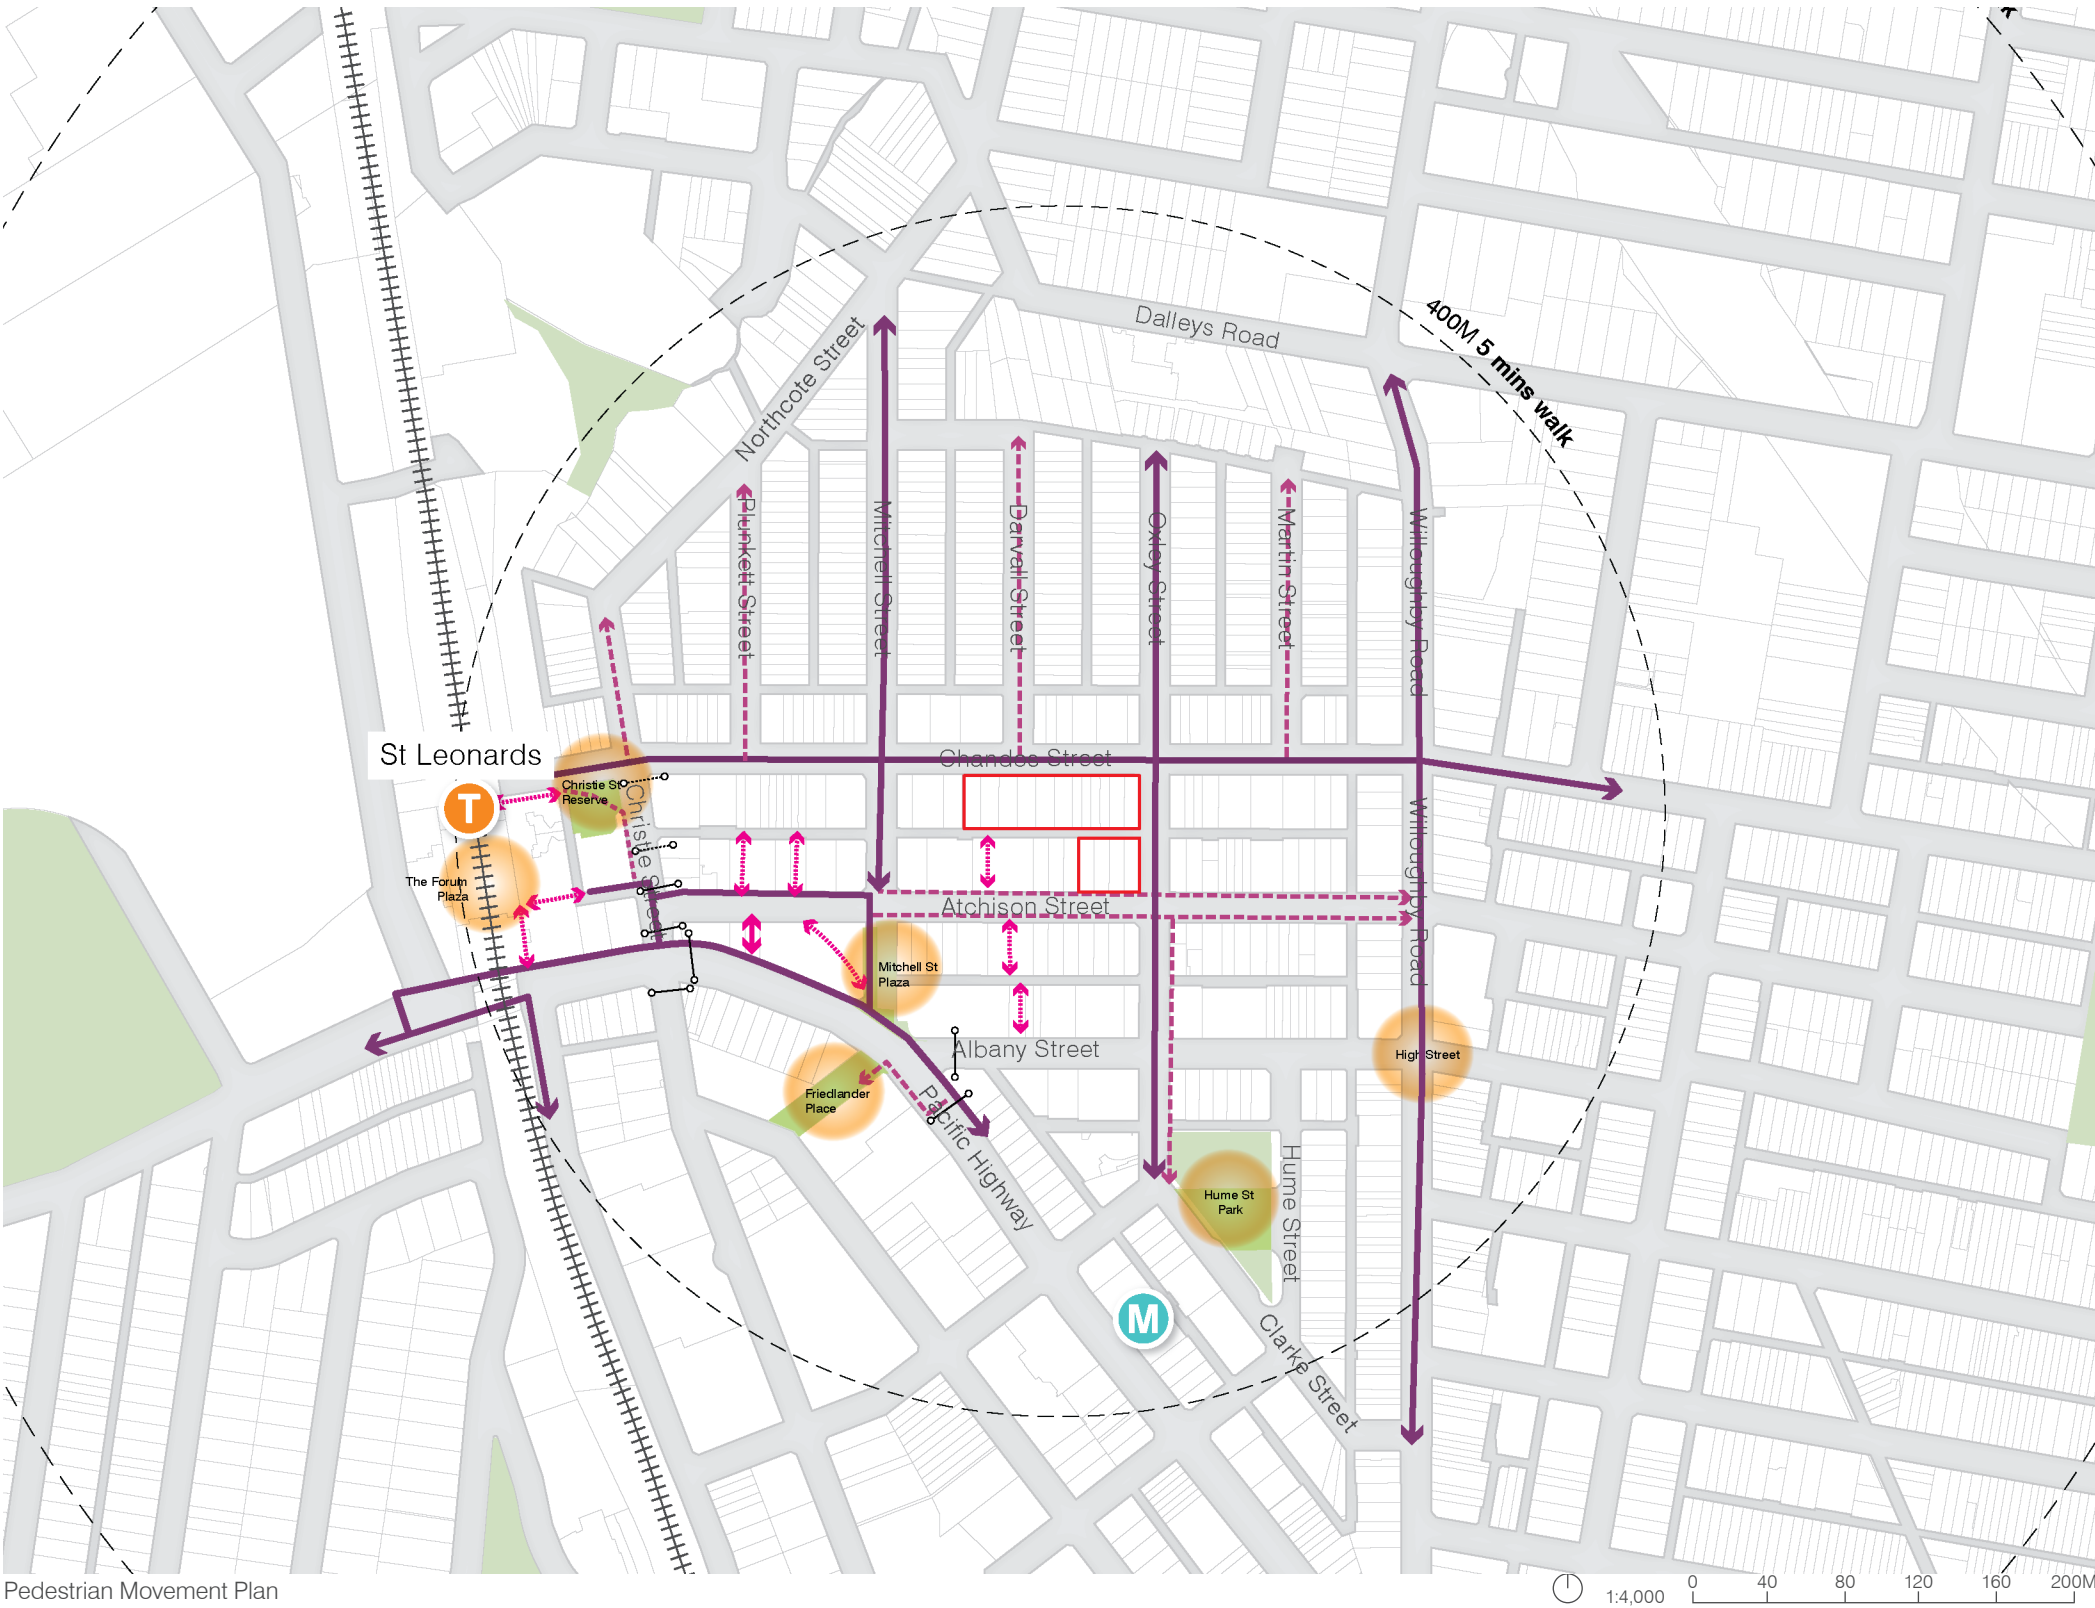 400M 5 mins walk
Dalleys Road
Northcote Street
Plunkett Street
Mitchell Street
Darvall Street
Oxley Street
Martin Street
Willoughby Road
St Leonards
T
Chandos Street
Christie St
Reserve
Christie Street
The Forum
Plaza
Atchison Street
Willoughby Road
Mitchell St
Plaza
Albany Street
High Street
Friedlander
Place
Pacific Highway
Hume St
Park
Hume Street
M
Clarke Street
Pedestrian Movement Plan
1:4,000
0 40 80 120 160 200M